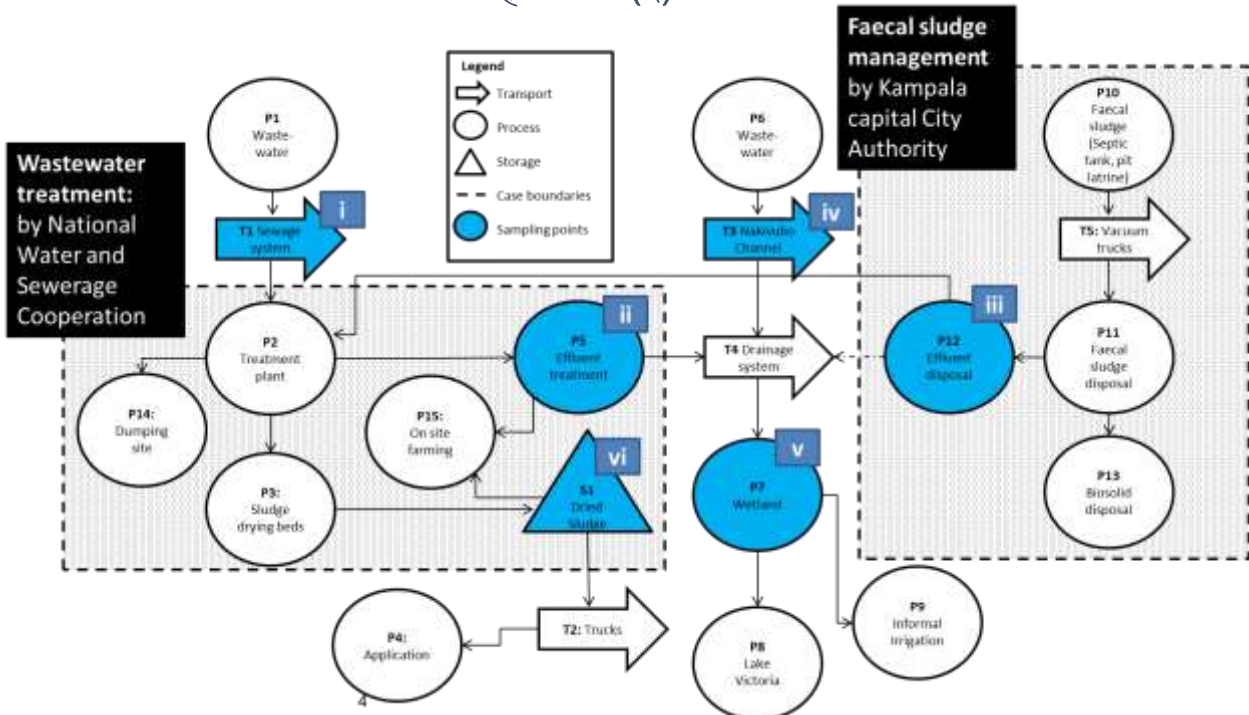 Faecal sludge
management
by Kampala
capital City
Authority
Wastewater
treatment:
by National
Water and
Sewerage
Cooperation
Legend
Transport
Process
Storage
Case boundaries
Sampling points
P1
Waste-
water
i
T1 Sewage
system
P2
Treatment
plant
P14:
Dumping
site
P3:
Sludge
drying beds
ii
P5
Effluent
treatment
P15:
On site
farming
vi
S1
Dried
Sludge
P4:
Application
4
T2: Trucks
P6
Waste-
water
iv
T3 Nakivubo
Channel
T4 Drainage
system
v
P7
Wetland
P8
Lake
Victoria
P9
Informal
Irrigation
P10
Faecal
sludge
(Septic
tank, pit
latrine)
T5: Vacuum
trucks
iii
P12
Effluent
disposal
P11
Faecal
sludge
disposal
P13
Biosolid
disposal